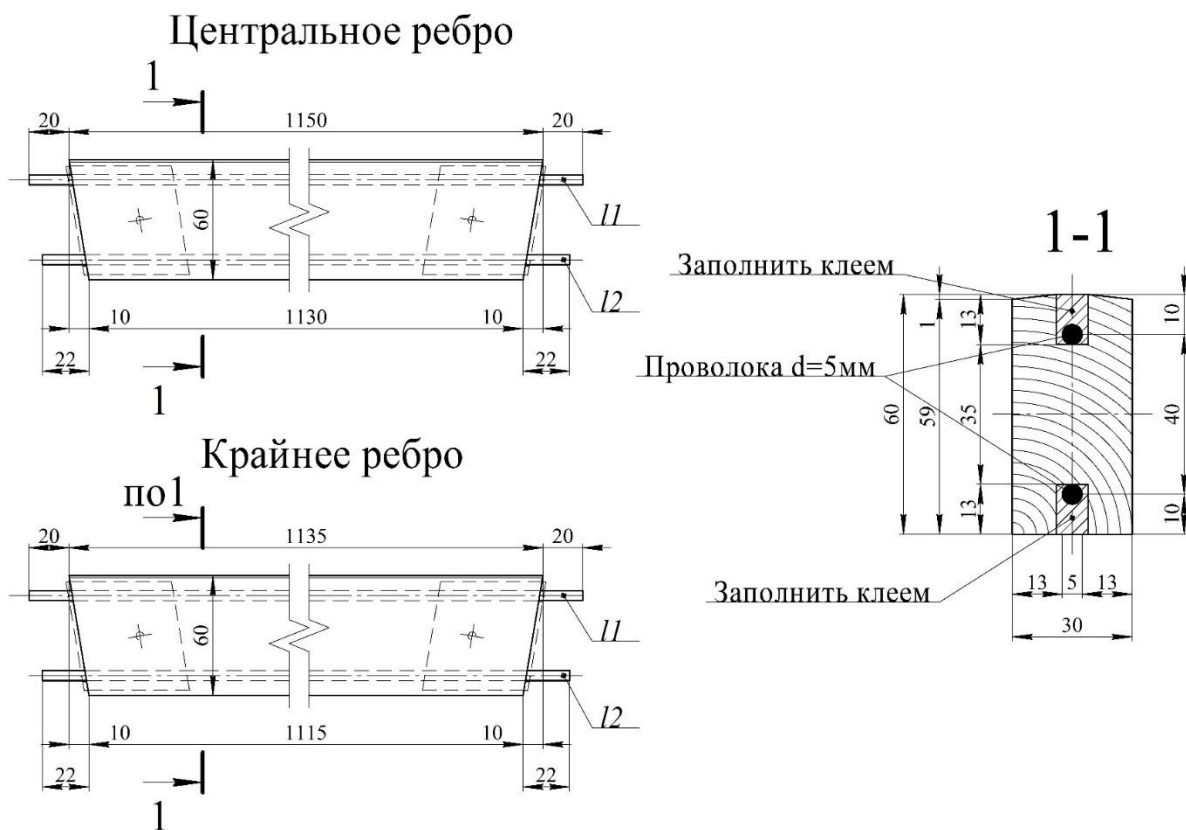 Центральное ребро
1
20 1150 20
60
l1
l2
10 1130 10
22 22
1
Крайнее ребро
по1
20 1135 20
60
l1
l2
10 1115 10
22 22
1
1-1
Заполнить клеем
Проволока d=5мм
Заполнить клеем
60 59 1 13 35 13
10 40 10
13 5 13
30